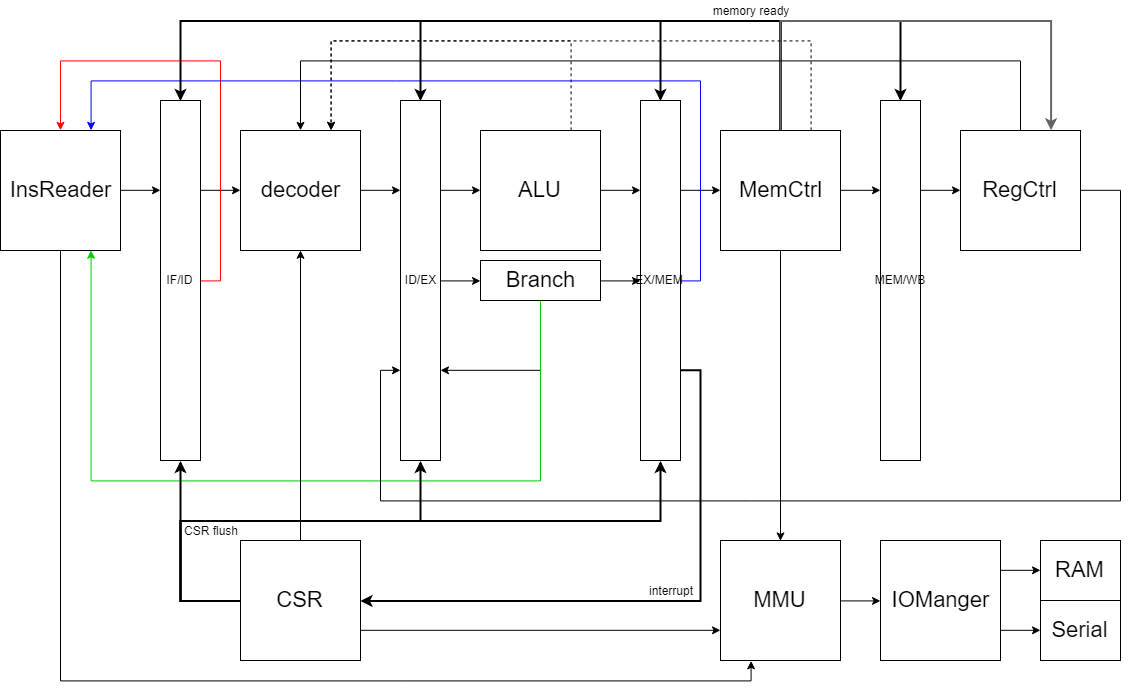 memory ready
InsReader
decoder
ALU
MemCtrl
RegCtrl
IF/ID
ID/EX
Branch
EX/MEM
MEM/WB
CSR flush
CSR
interrupt
MMU
IOManger
RAM
Serial